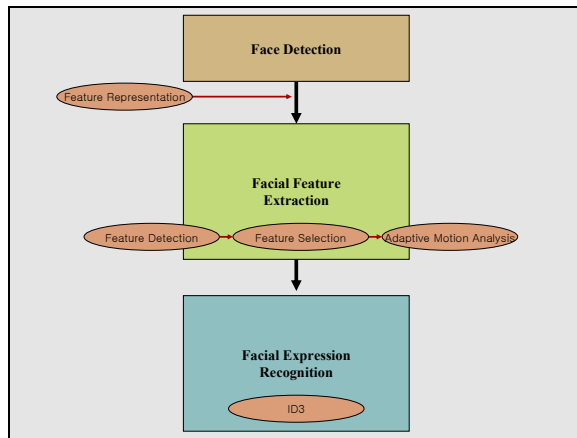 Face Detection
Feature Representation
Facial Feature
Extraction
Feature Detection
Feature Selection
Adaptive Motion Analysis
Facial Expression
Recognition
ID3